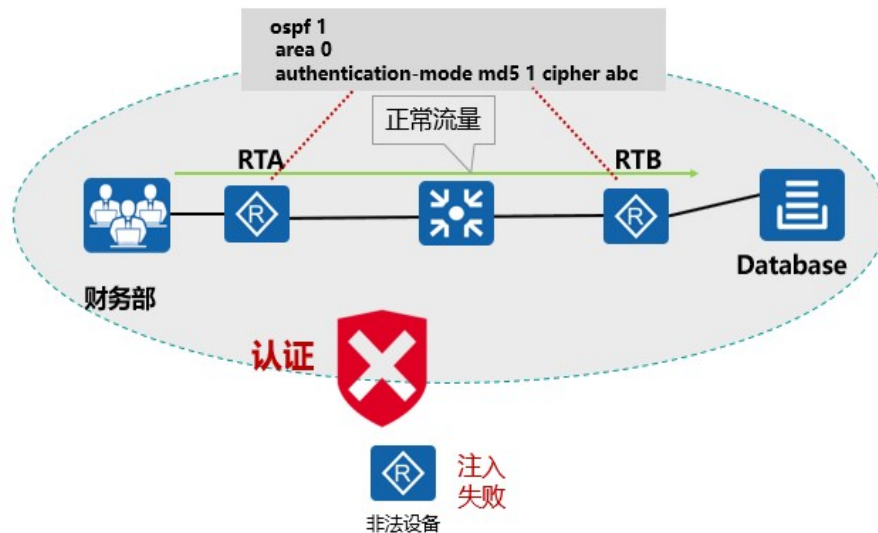 ospf 1
area 0
authentication-mode md5 1 cipher abc
正常流量
RTA
RTB
R
R
Database
财务部
认证
R
注入
失败
非法设备